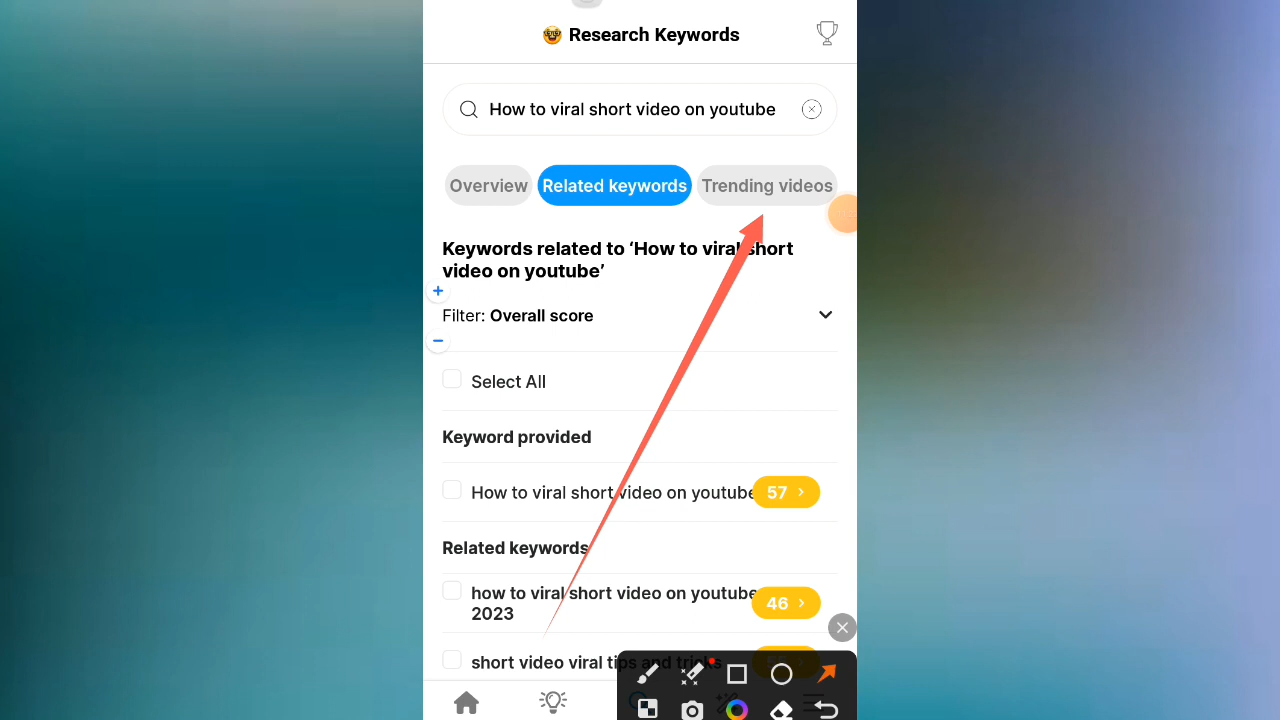 Research Keywords
How to viral short video on youtube
Overview
Related keywords
Trending videos
Keywords related to ‘How to viral short
video on youtube’
Filter: Overall score
Select All
Keyword provided
How to viral short video on youtube
57
Related keywords
how to viral short video on youtube
2023
46
short video viral tips and tricks